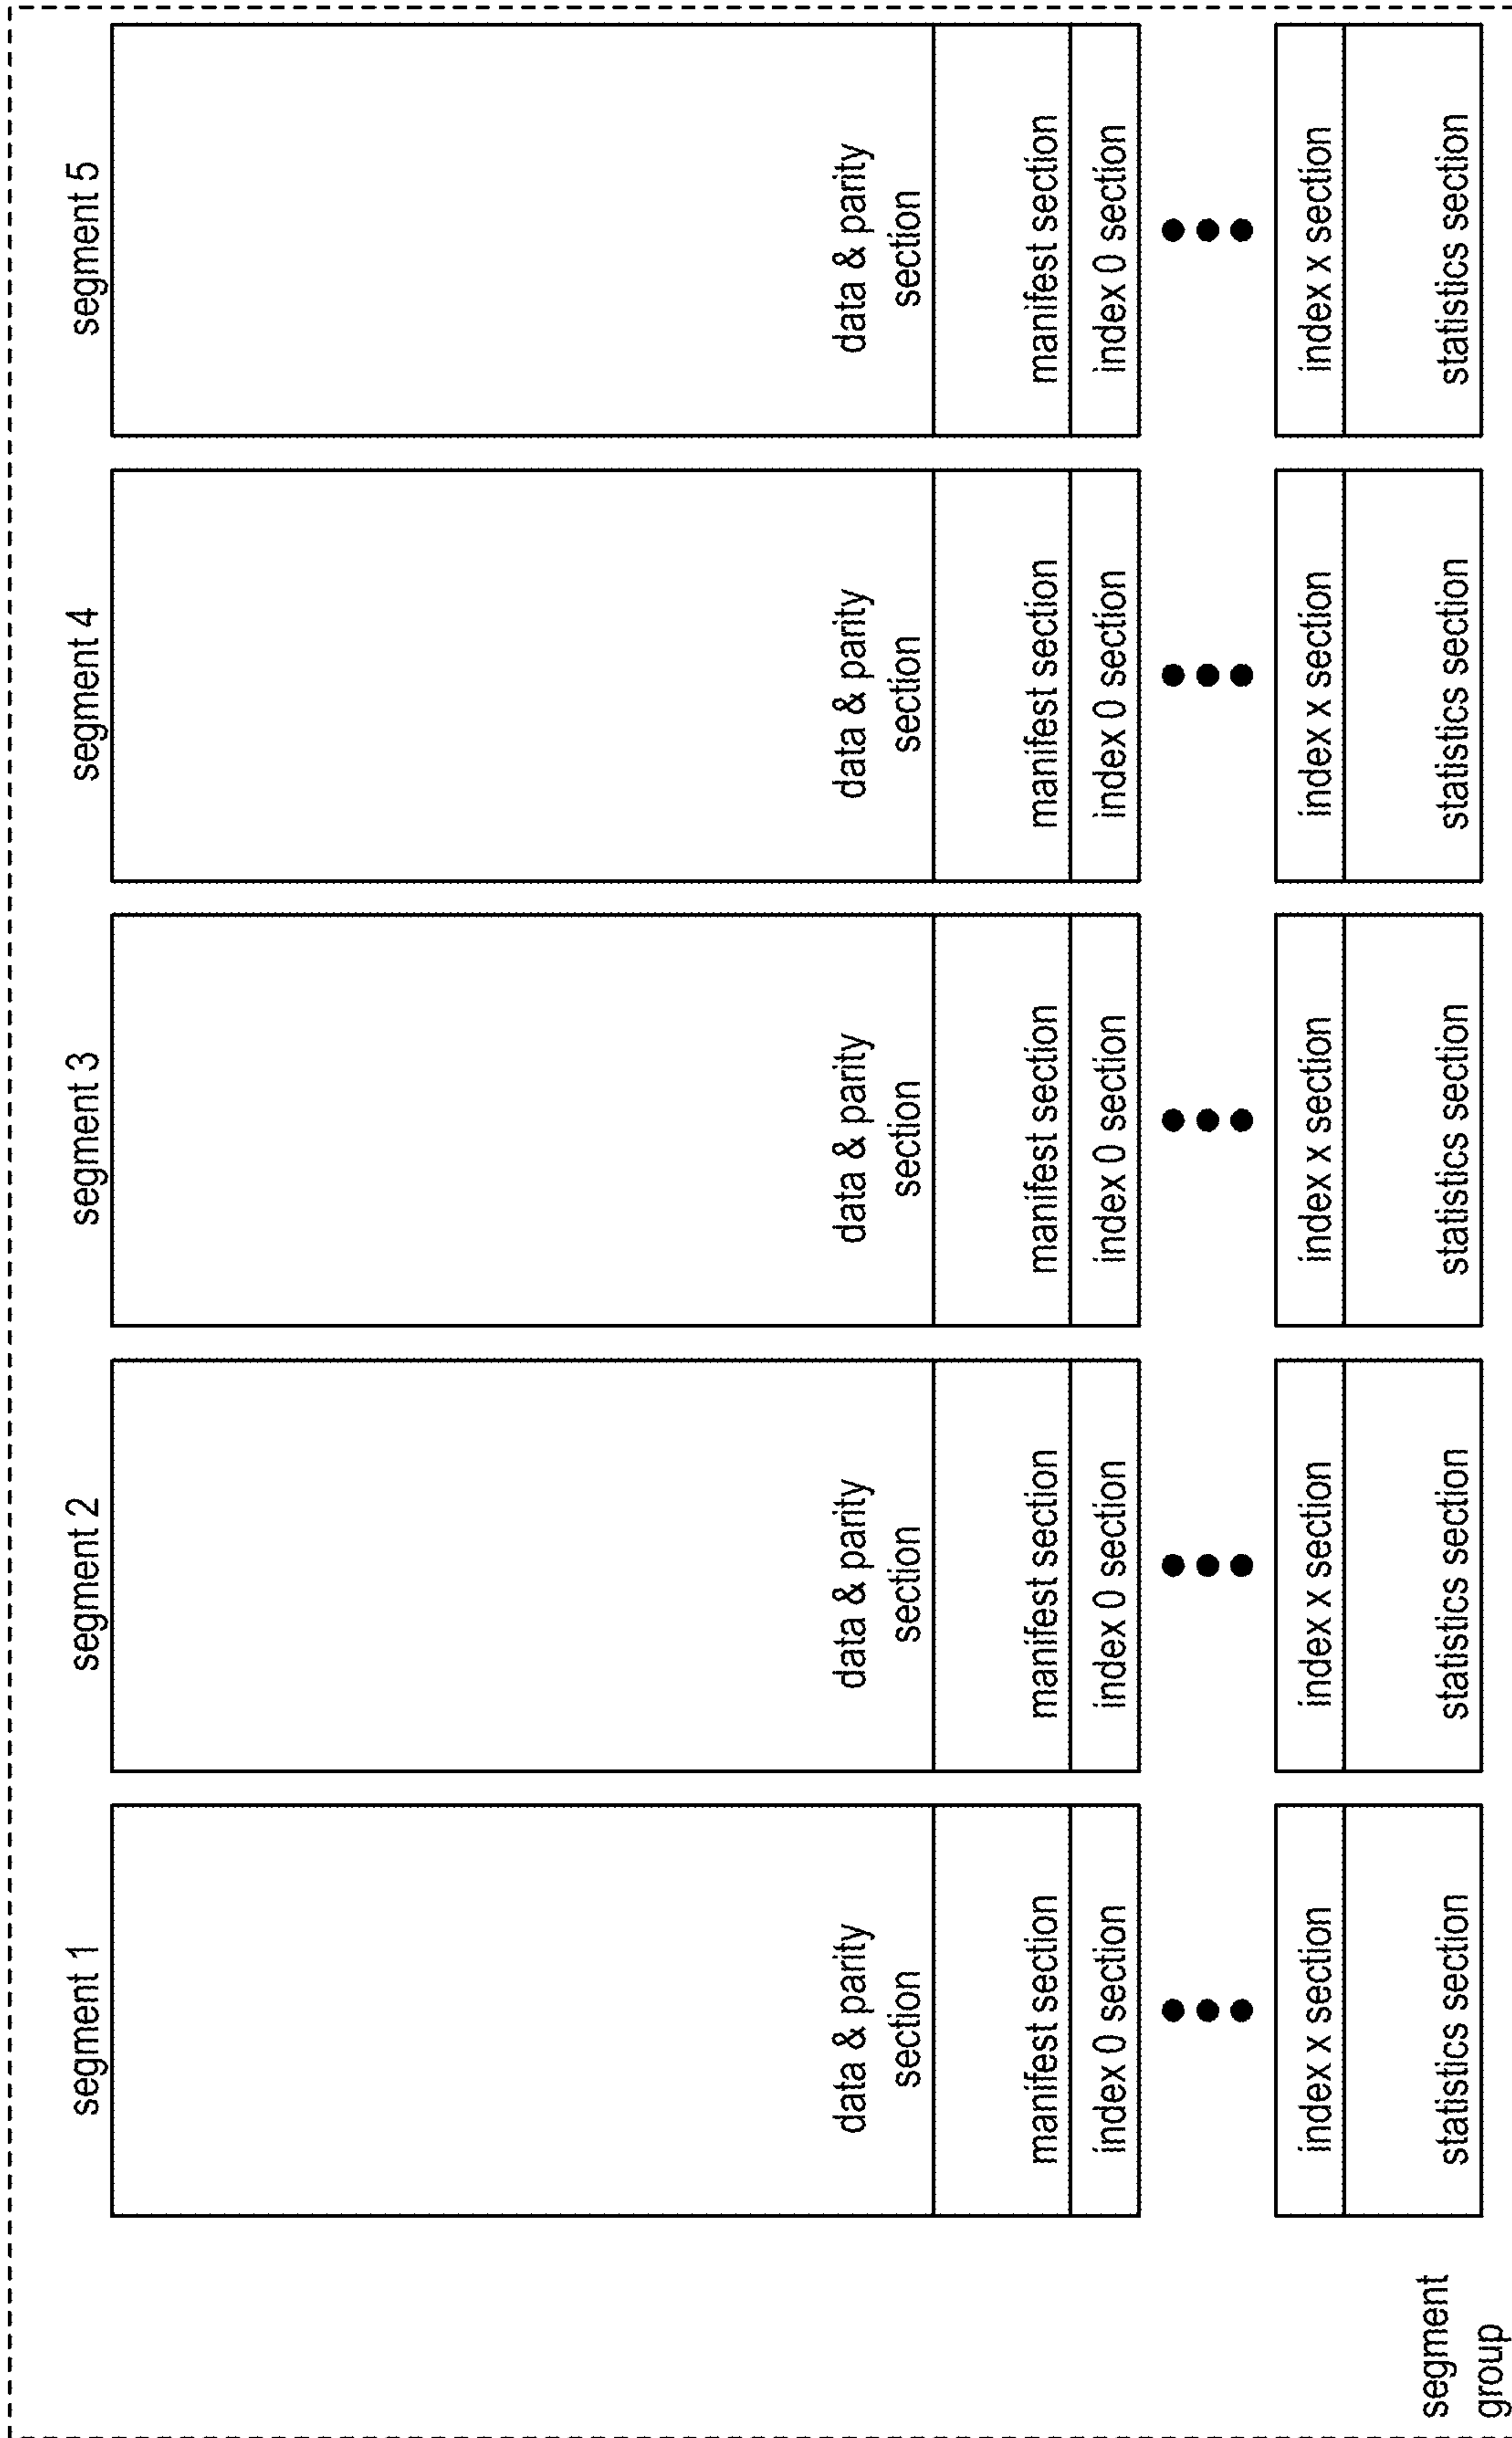 segment 1
data & parity
section
manifest section
index 0 section
index x section
statistics section
segment 2
data & parity
section
manifest section
index 0 section
index x section
statistics section
segment 3
data & parity
section
manifest section
index 0 section
index x section
statistics section
segment 4
data & parity
section
manifest section
index 0 section
index x section
statistics section
segment 5
data & parity
section
manifest section
index 0 section
index x section
statistics section
segment
group